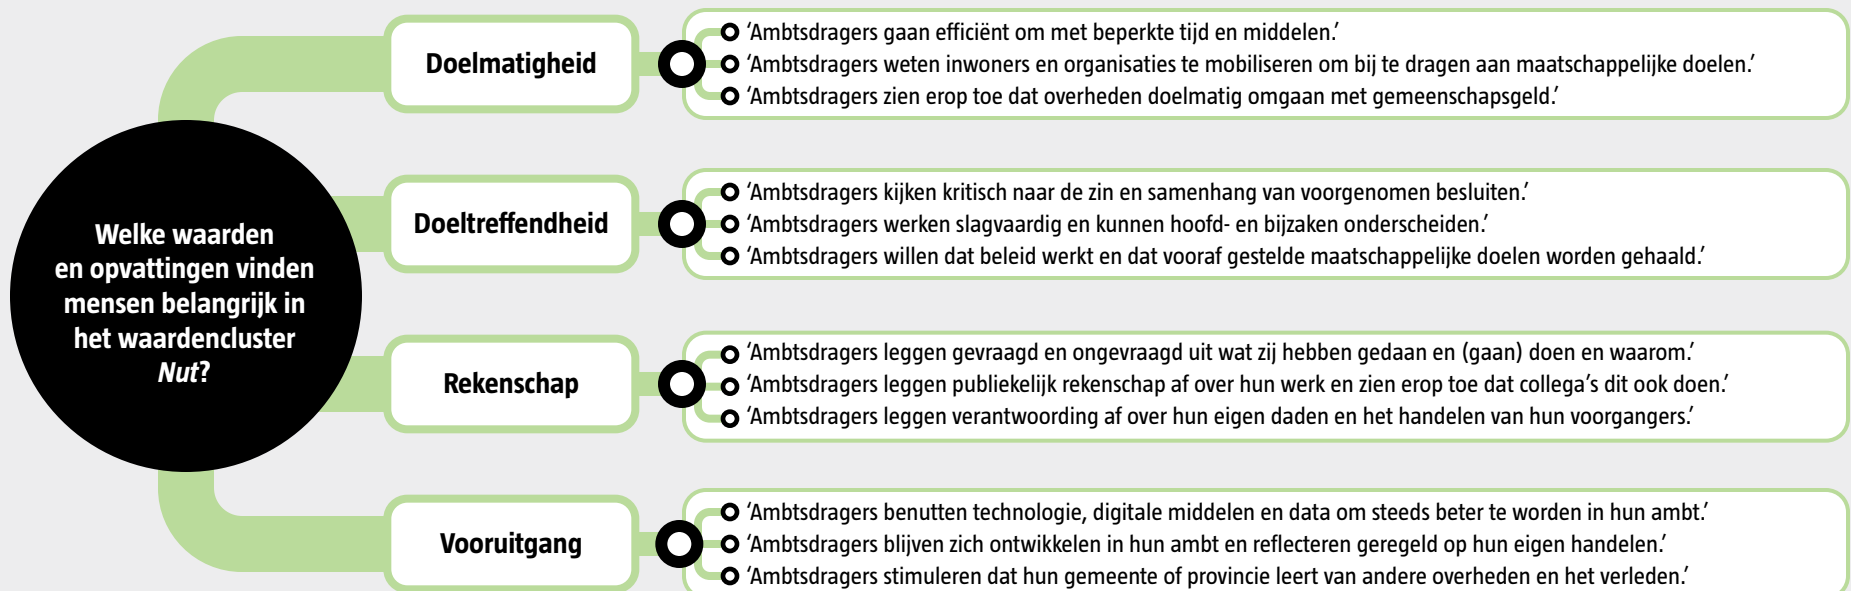 Welke waarden
en opvattingen vinden
mensen belangrijk in
het waardencluster
Nut?
Doelmatigheid
‘Ambtsdragers gaan efficiënt om met beperkte tijd en middelen.’
‘Ambtsdragers weten inwoners en organisaties te mobiliseren om bij te dragen aan maatschappelijke doelen.’
‘Ambtsdragers zien erop toe dat overheden doelmatig omgaan met gemeenschapsgeld.’
Doeltreffendheid
‘Ambtsdragers kijken kritisch naar de zin en samenhang van voorgenomen besluiten.’
‘Ambtsdragers werken slagvaardig en kunnen hoofd- en bijzaken onderscheiden.’
‘Ambtsdragers willen dat beleid werkt en dat vooraf gestelde maatschappelijke doelen worden gehaald.’
Rekenschap
‘Ambtsdragers leggen gevraagd en ongevraagd uit wat zij hebben gedaan en (gaan) doen en waarom.’
‘Ambtsdragers leggen publiekelijk rekenschap af over hun werk en zien erop toe dat collega’s dit ook doen.’
‘Ambtsdragers leggen verantwoording af over hun eigen daden en het handelen van hun voorgangers.’
Vooruitgang
‘Ambtsdragers benutten technologie, digitale middelen en data om steeds beter te worden in hun ambt.’
‘Ambtsdragers blijven zich ontwikkelen in hun ambt en reflecteren geregeld op hun eigen handelen.’
‘Ambtsdragers stimuleren dat hun gemeente of provincie leert van andere overheden en het verleden.’